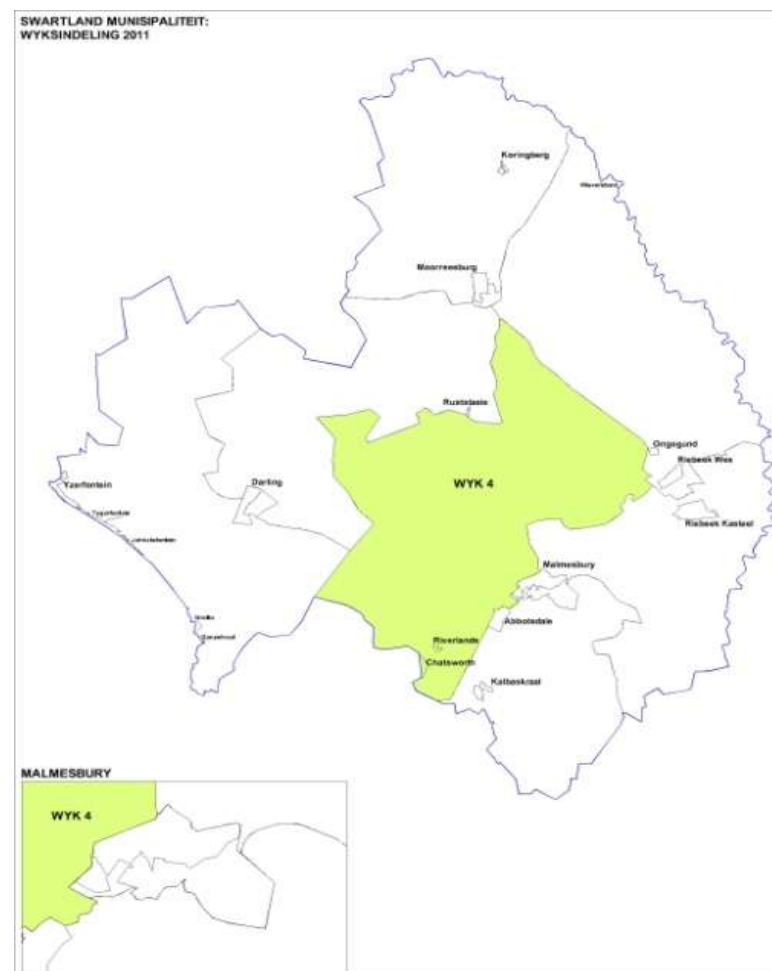 SWARTLAND MUNISIPALITEIT:
WYKSINDELING 2011
Koringberg
Moorreesburg
Ruststasie
Ongegund
Riebeek Wes
WYK 4
Darling
Yzerfontein
Riebeek Kasteel
Malmesbury
Abbotsdale
Riverlands
Chatsworth
Kalbaskraal
MALMESBURY
WYK 4